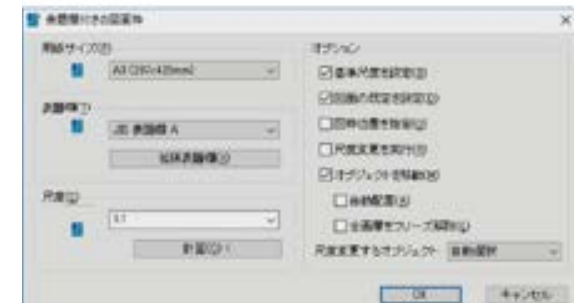 表題欄付きの図面枠
用紙サイズ(Z)
A3 (297x420mm)
表題欄(T)
JIS 表題欄 A
拡張表題欄(X)
尺度(S)
1:1
計算(C) <
オプション
基準尺度を設定(B)
図面の既定を設定(D)
図枠位置を指定(L)
尺度変更を実行(R)
オブジェクトを移動(M)
自動配置(A)
全画層をフリーズ解除(L)
尺度変更するオブジェクト
自動選択
OK
キャンセル